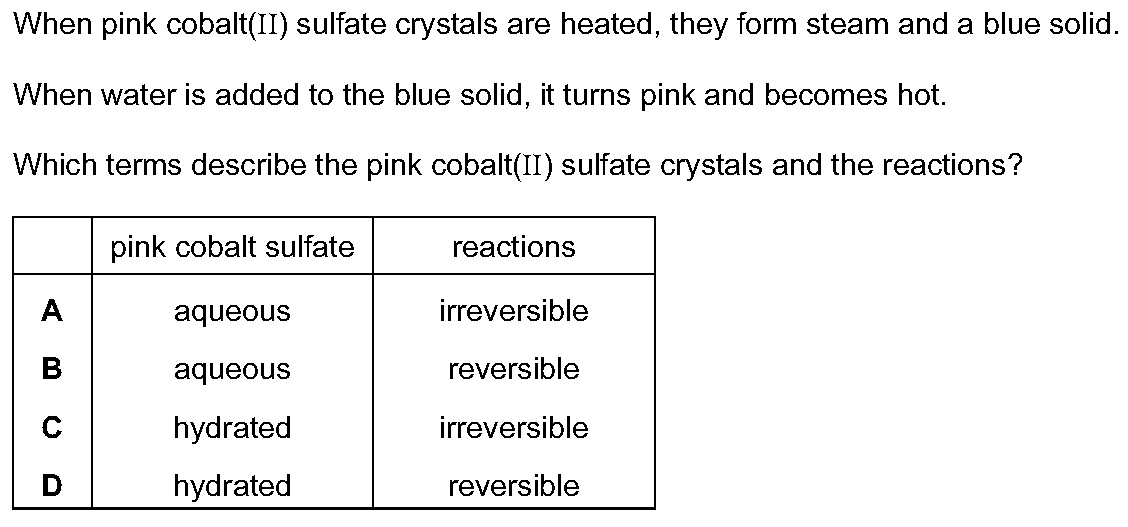 When pink cobalt(II) sulfate crystals are heated, they form steam and a blue solid.
When water is added to the blue solid, it turns pink and becomes hot.
Which terms describe the pink cobalt(II) sulfate crystals and the reactions?
pink cobalt sulfate reactions
A aqueous irreversible
B aqueous reversible
C hydrated irreversible
D hydrated reversible